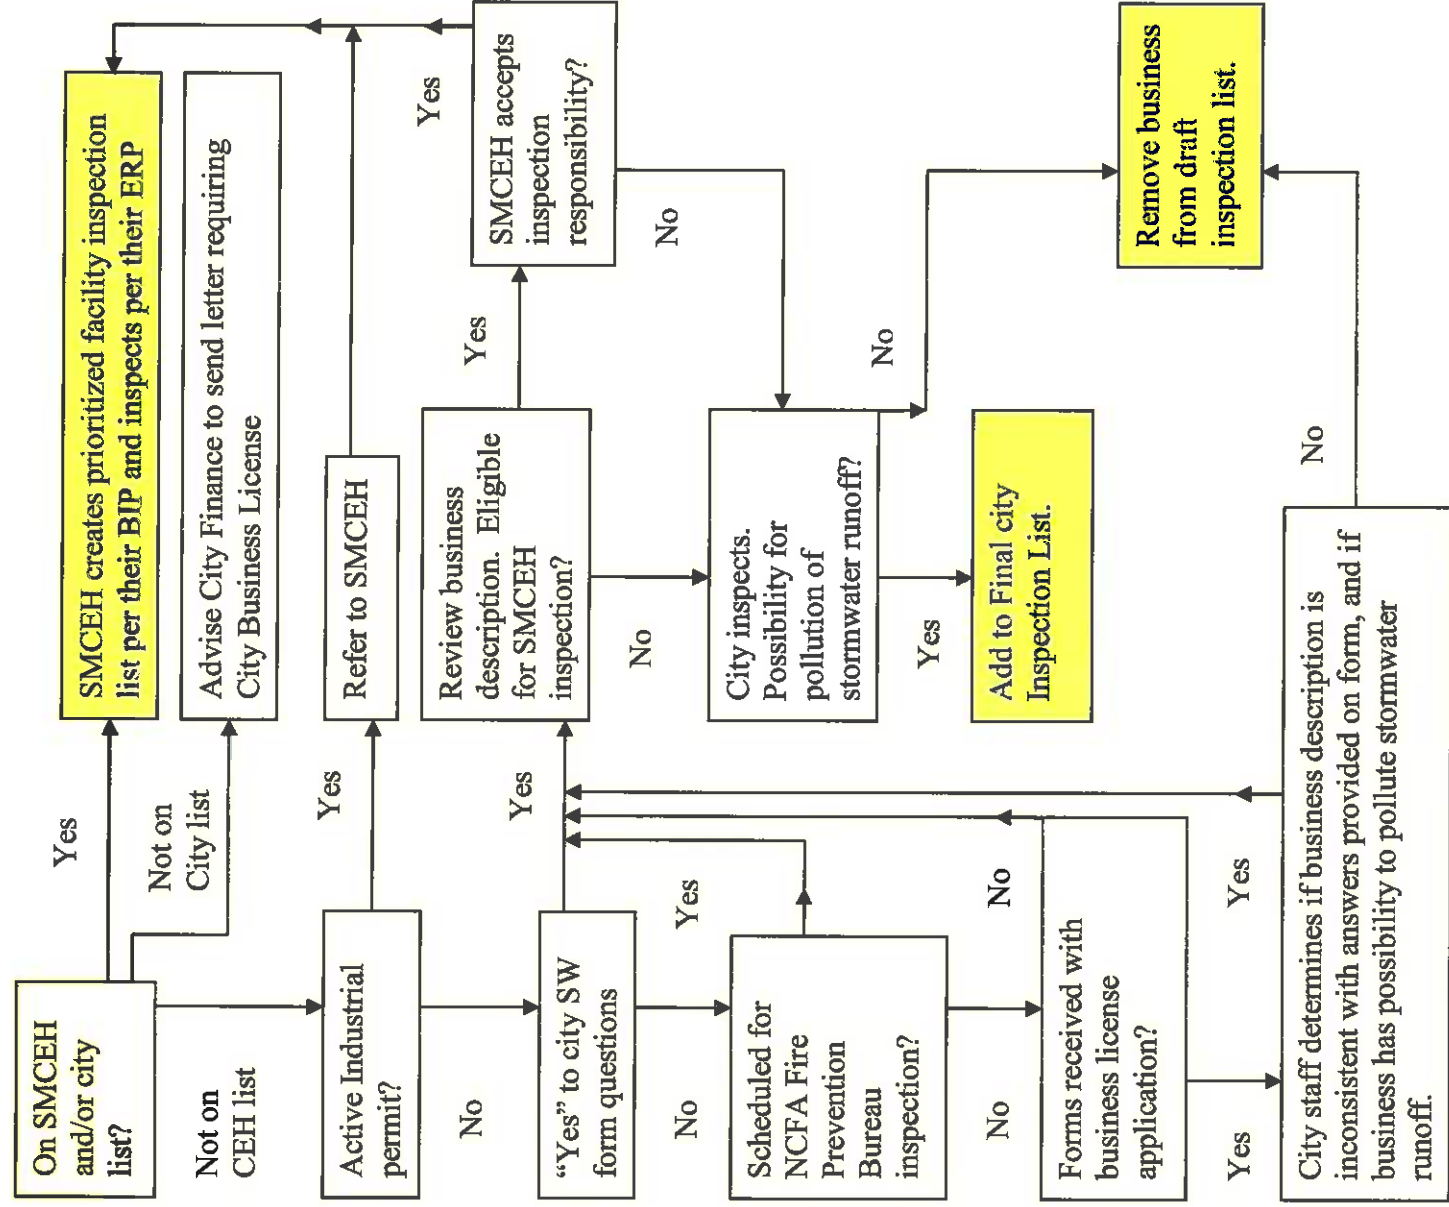 On SMCEH
and/or city
list?
Yes
SMCEH creates prioritized facility inspection
list per their BIP and inspects per their ERP
Not on
City list
Advise City Finance to send letter requiring
City Business License
Not on
CEH list
Active Industrial
permit?
Yes
Refer to SMCEH
No
“Yes” to city SW
form questions
Yes
Review business
description. Eligible
for SMCEH
inspection?
Yes
SMCEH accepts
inspection
responsibility?
Yes
No
No
No
Scheduled for
NCFA Fire
Prevention
Bureau
inspection?
Yes
City inspects.
Possibility for
pollution of
stormwater runoff?
No
Yes
No
No
Forms received with
business license
application?
Add to Final city
Inspection List.
Remove business
from draft
inspection list.
Yes
Yes
No
City staff determines if business description is
inconsistent with answers provided on form, and if
business has possibility to pollute stormwater
runoff.